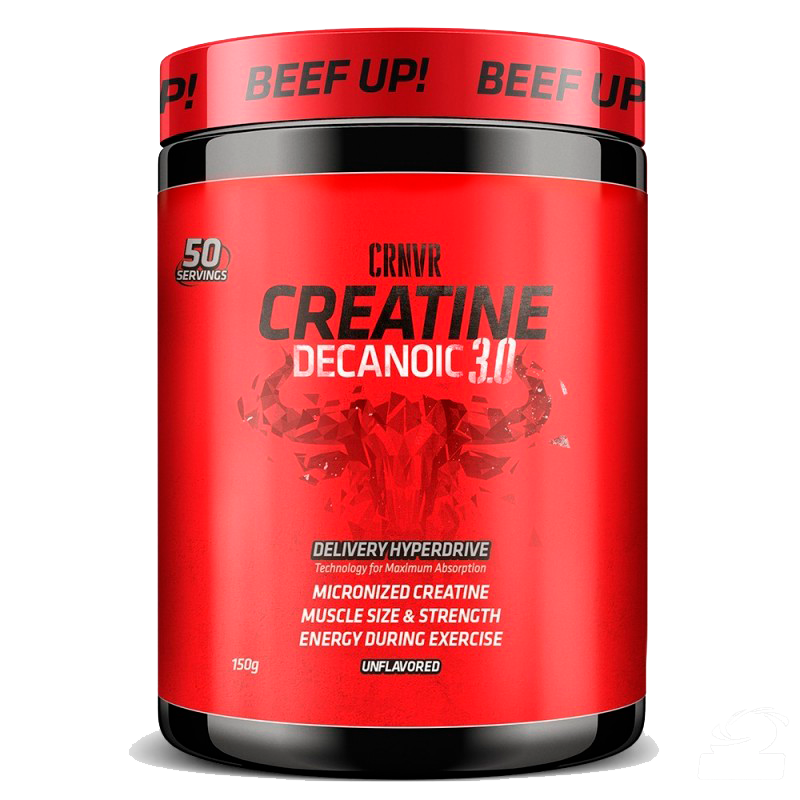 P! BEEF UP! BEEF UP
50
SERVINGS
CRNVR
CREATINE
DECANOIC 3.0
DELIVERY HYPERDRIVE
Technology for Maximum Absorption
MICRONIZED CREATINE
MUSCLE SIZE & STRENGTH
ENERGY DURING EXERCISE
150g
UNFLAVORED